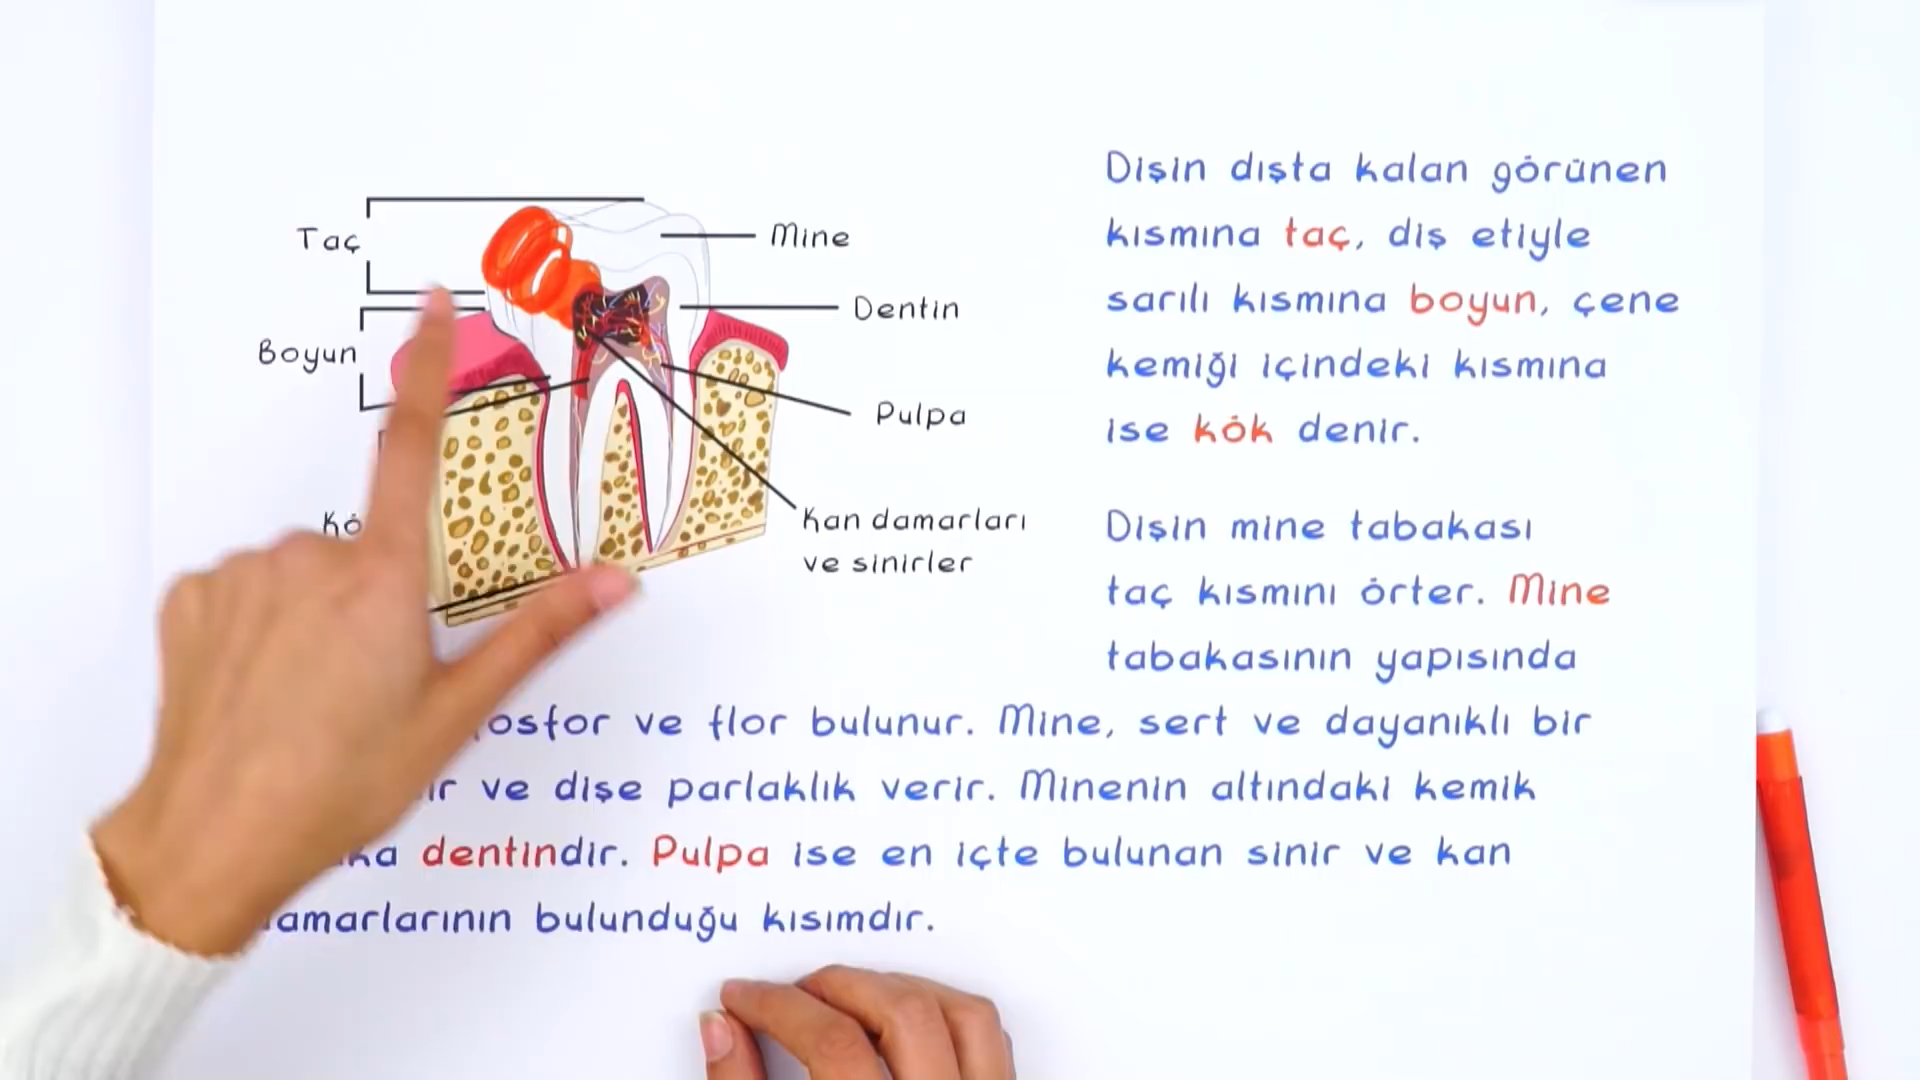 Taç
Boyun
Mine
Dentin
Pulpa
Kan damarları
ve sinirler
Dişin dışta kalan görünen
kısmına taç, diş etiyle
sarılı kısmına boyun, çene
kemiği içindeki kısmına
ise kök denir.
Dişin mine tabakası
taç kısmını örter. Mine
tabakasının yapısında
ve flor bulunur. Mine, sert ve dayanıklı bir
ve dişe parlaklık verir. Minenin altındaki kemik
dentindir. Pulpa ise en içte bulunan sinir ve kan
bulunduğu kısımdır.